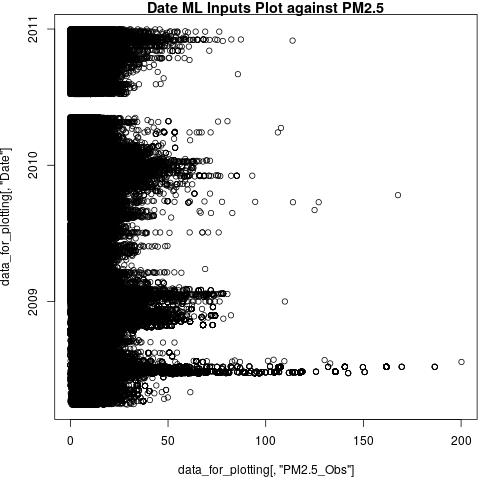 Date ML Inputs Plot against PM2.5
data_for_plotting[, "Date"]
2011
2010
2009
0 50 100 150 200
data_for_plotting[, "PM2.5_Obs"]